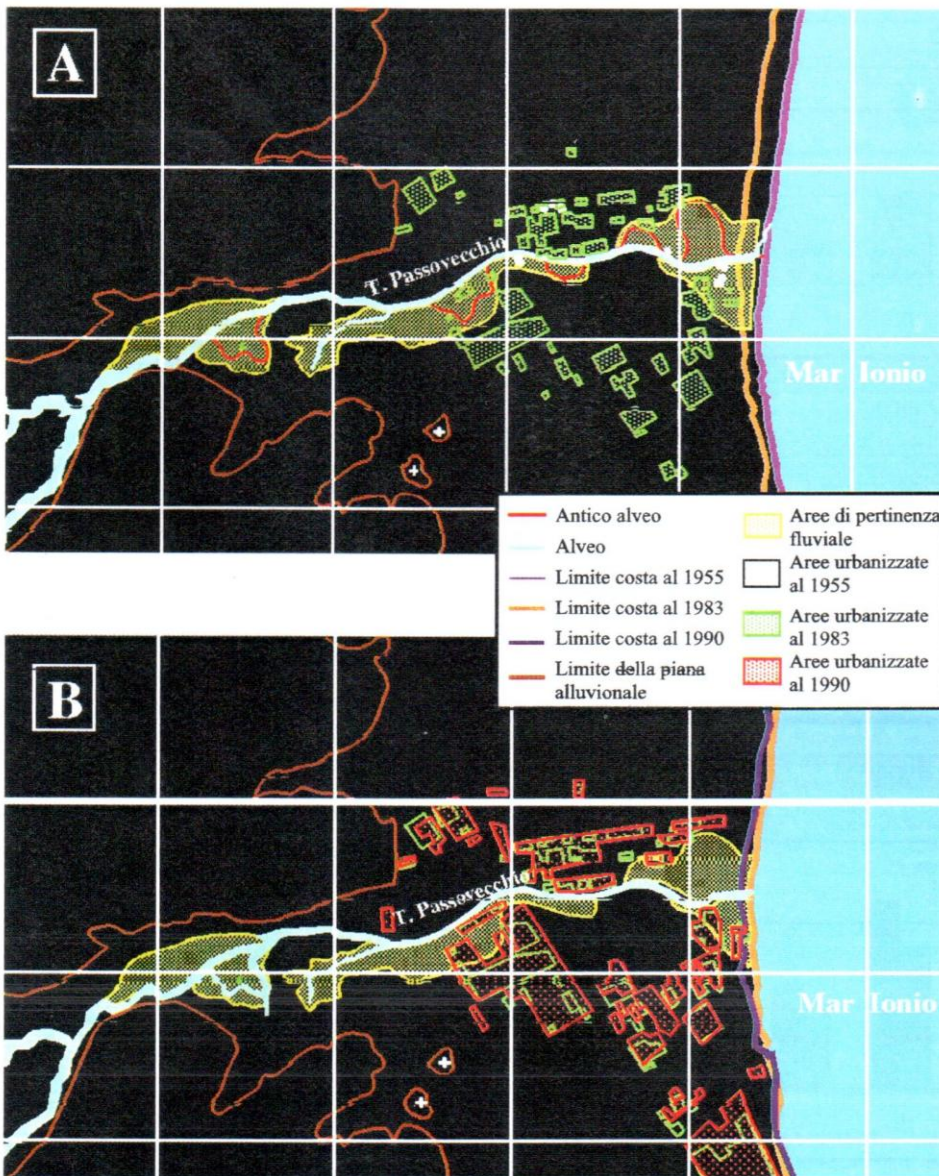 A
T. Passovecchio
Mar Ionio
Antico alveo
Alveo
Limite costa al 1955
Limite costa al 1983
Limite costa al 1990
Limite della piana
alluvionale
Aree di pertinenza
fluviale
Aree urbanizzate
al 1955
Aree urbanizzate
al 1983
Aree urbanizzate
al 1990
B
T. Passovecchio
Mar Ionio